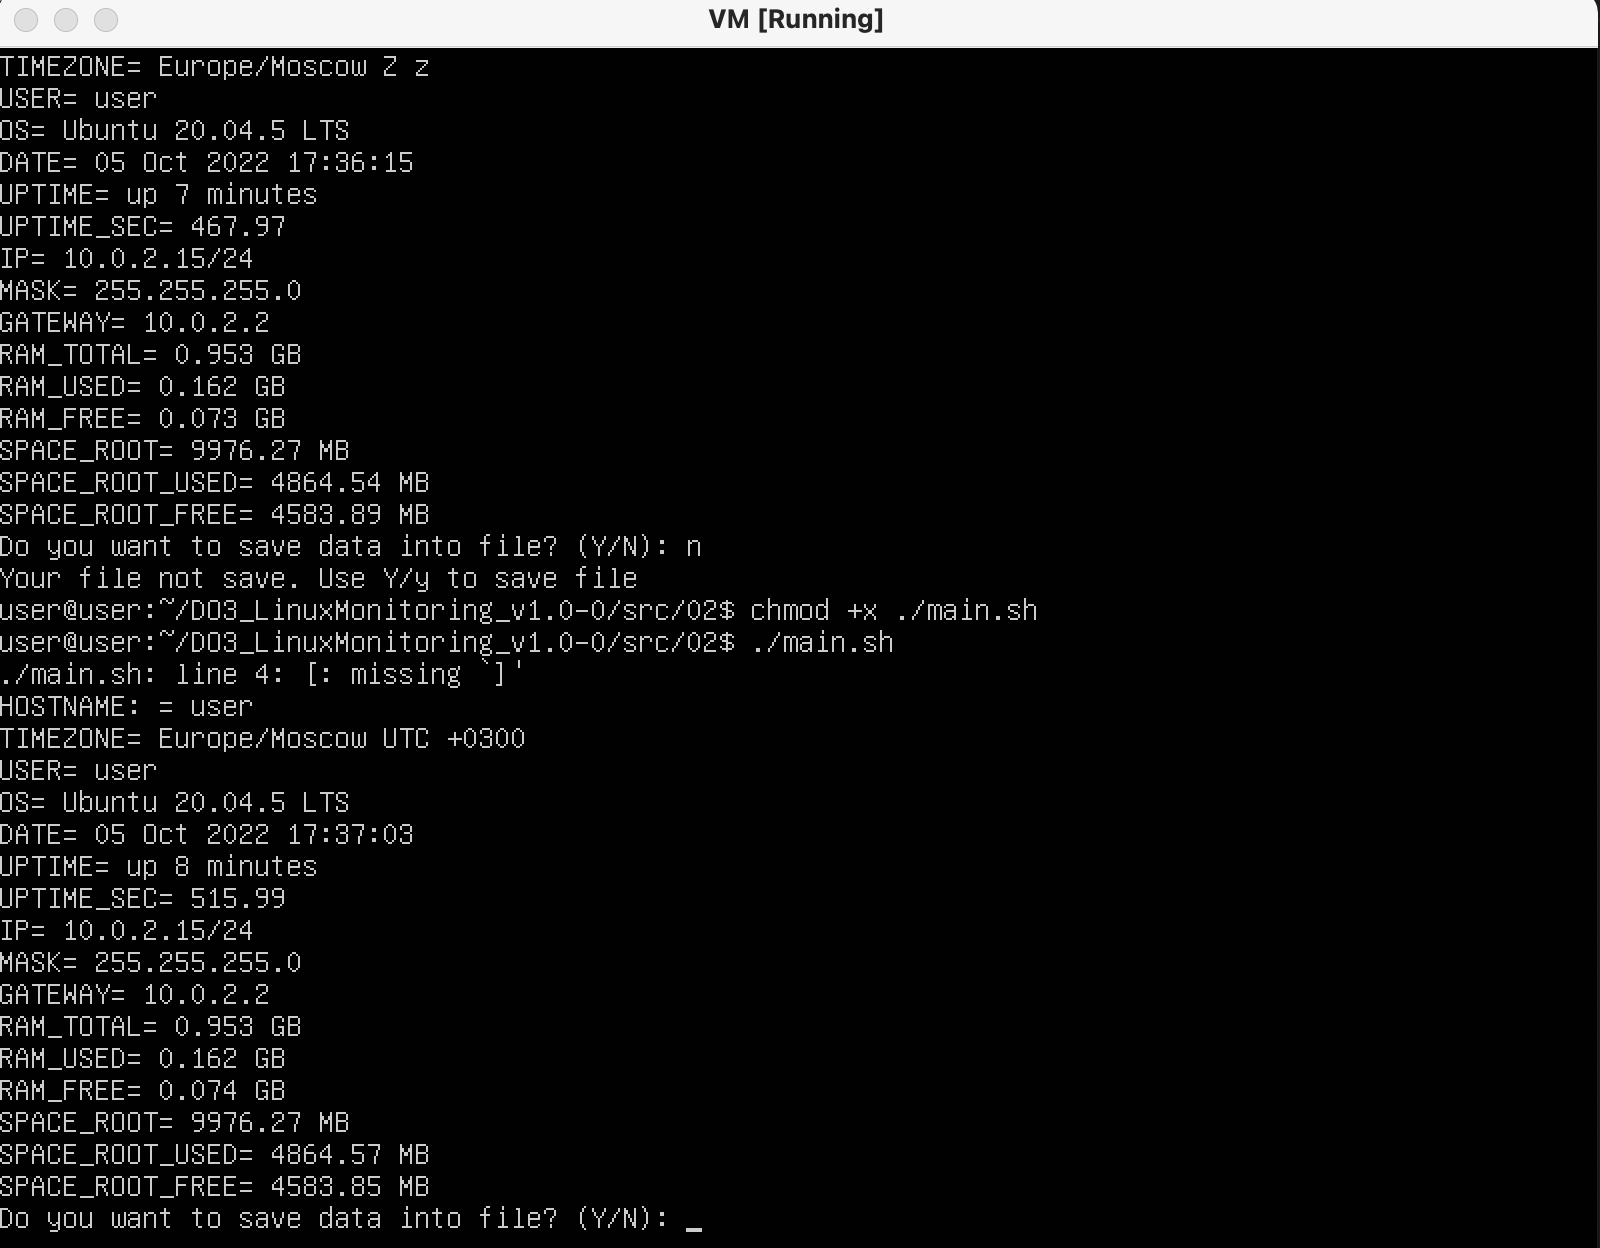 VM [Running]
TIMEZONE= Europe/Moscow Z z
USER= user
OS= Ubuntu 20.04.5 LTS
DATE= 05 Oct 2022 17:36:15
UPTIME= up 7 minutes
UPTIME_SEC= 467.97
IP= 10.0.2.15/24
MASK= 255.255.255.0
GATEWAY= 10.0.2.2
RAM_TOTAL= 0.953 GB
RAM_USED= 0.162 GB
RAM_FREE= 0.073 GB
SPACE_ROOT= 9976.27 MB
SPACE_ROOT_USED= 4864.54 MB
SPACE_ROOT_FREE= 4583.89 MB
Do you want to save data into file? (Y/N): n
Your file not save. Use Y/y to save file
user@user:~/DO3_LinuxMonitoring_v1.0-0/src/02$ chmod +x ./main.sh
user@user:~/DO3_LinuxMonitoring_v1.0-0/src/02$ ./main.sh
./main.sh: line 4: [: missing `]'
HOSTNAME: = user
TIMEZONE= Europe/Moscow UTC +0300
USER= user
OS= Ubuntu 20.04.5 LTS
DATE= 05 Oct 2022 17:37:03
UPTIME= up 8 minutes
UPTIME_SEC= 515.99
IP= 10.0.2.15/24
MASK= 255.255.255.0
GATEWAY= 10.0.2.2
RAM_TOTAL= 0.953 GB
RAM_USED= 0.162 GB
RAM_FREE= 0.074 GB
SPACE_ROOT= 9976.27 MB
SPACE_ROOT_USED= 4864.57 MB
SPACE_ROOT_FREE= 4583.85 MB
Do you want to save data into file? (Y/N): _